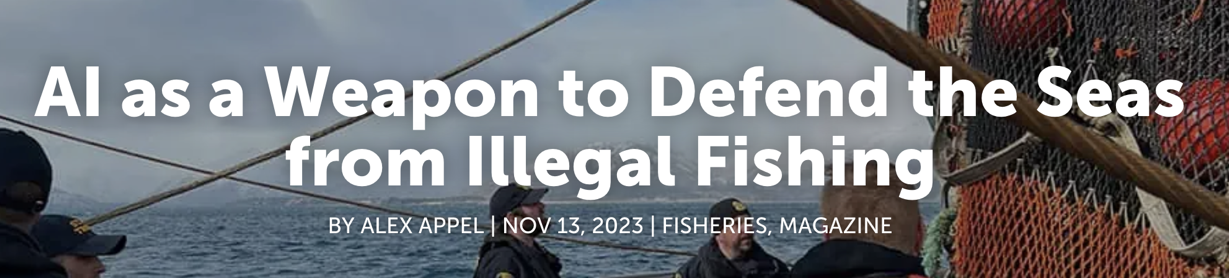 AI as a Weapon to Defend the Seas
from Illegal Fishing
BY ALEX APPEL | NOV 13, 2023 | FISHERIES, MAGAZINE